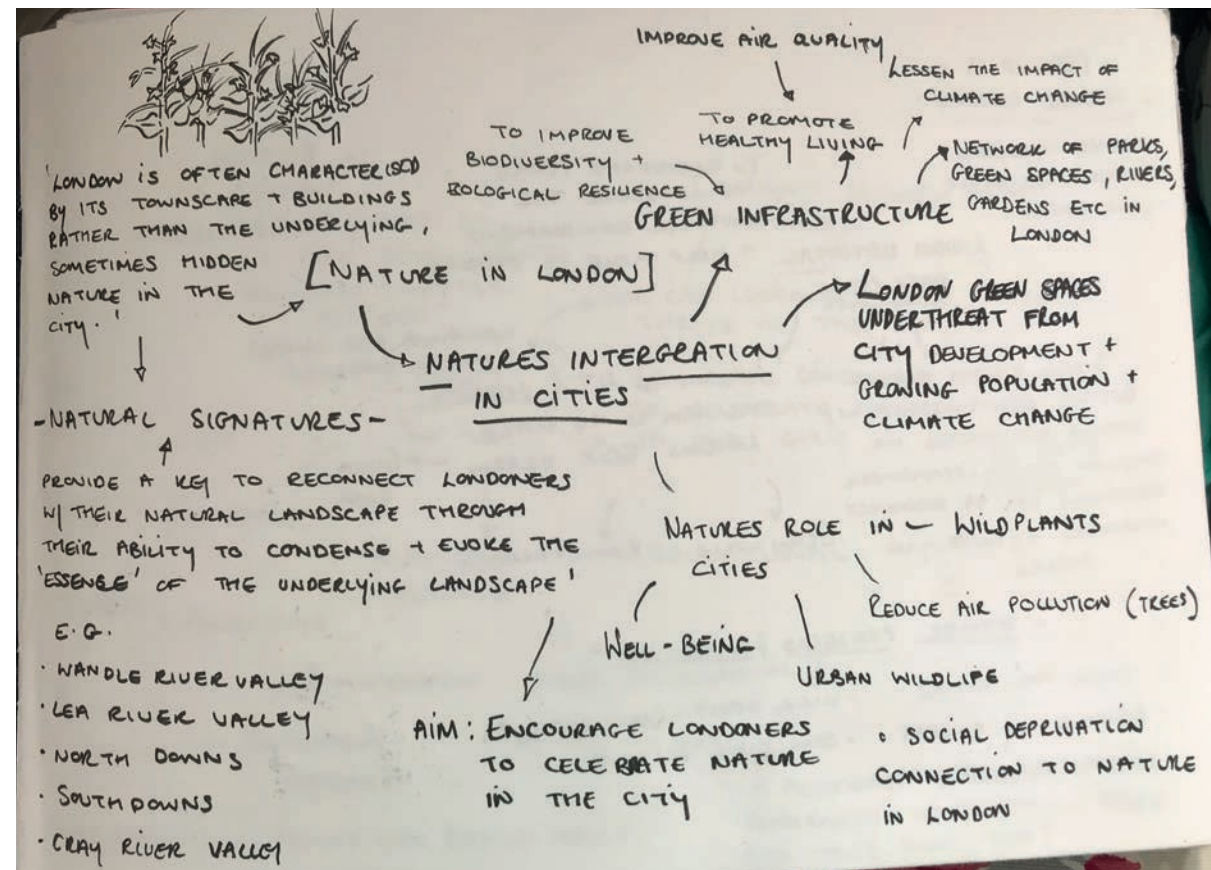 IMPROVE AIR QUALITY
LESSEN THE IMPACT OF
CLIMATE CHANGE
TO PROMOTE
HEALTHY LIVING
TO IMPROVE
BIODIVERSITY +
BOLOGICAL RESILIENCE
NETWORK OF PARKS,
GREEN SPACES, RIVERS,
GARDENS ETC IN
LONDON
GREEN INFRASTRUCTURE
'LONDON IS OFTEN CHARACTERISED
BY ITS TOWNSCAPE + BUILDINGS
RATHER THAN THE UNDERLYING,
SOMETIMES HIDDEN
NATURE IN THE
CITY.'
[NATURE IN LONDON]
NATURES INTERGRATION
IN CITIES
LONDON GREEN SPACES
UNDERTHREAT FROM
CITY DEVELOPMENT +
GROWING POPULATION +
CLIMATE CHANGE
-NATURAL SIGNATURES-
PROVIDE A KEY TO RECONNECT LONDONERS
W/ THEIR NATURAL LANDSCAPE THROUGH
THEIR ABILITY TO CONDENSE + EVOKE THE
'ESSENCE' OF THE UNDERLYING LANDSCAPE'
E.G.
· WANDLE RIVER VALLEY
· LEA RIVER VALLEY
· NORTH DOWNS
· SOUTH DOWNS
· CRAY RIVER VALLEY
NATURES ROLE IN - WILD PLANTS
CITIES
REDUCE AIR POLLUTION (TREES)
WELL-BEING
URBAN WILDLIFE
AIM: ENCOURAGE LONDONERS
TO CELEBRATE NATURE
IN THE CITY
· SOCIAL DEPRIVATION
CONNECTION TO NATURE
IN LONDON